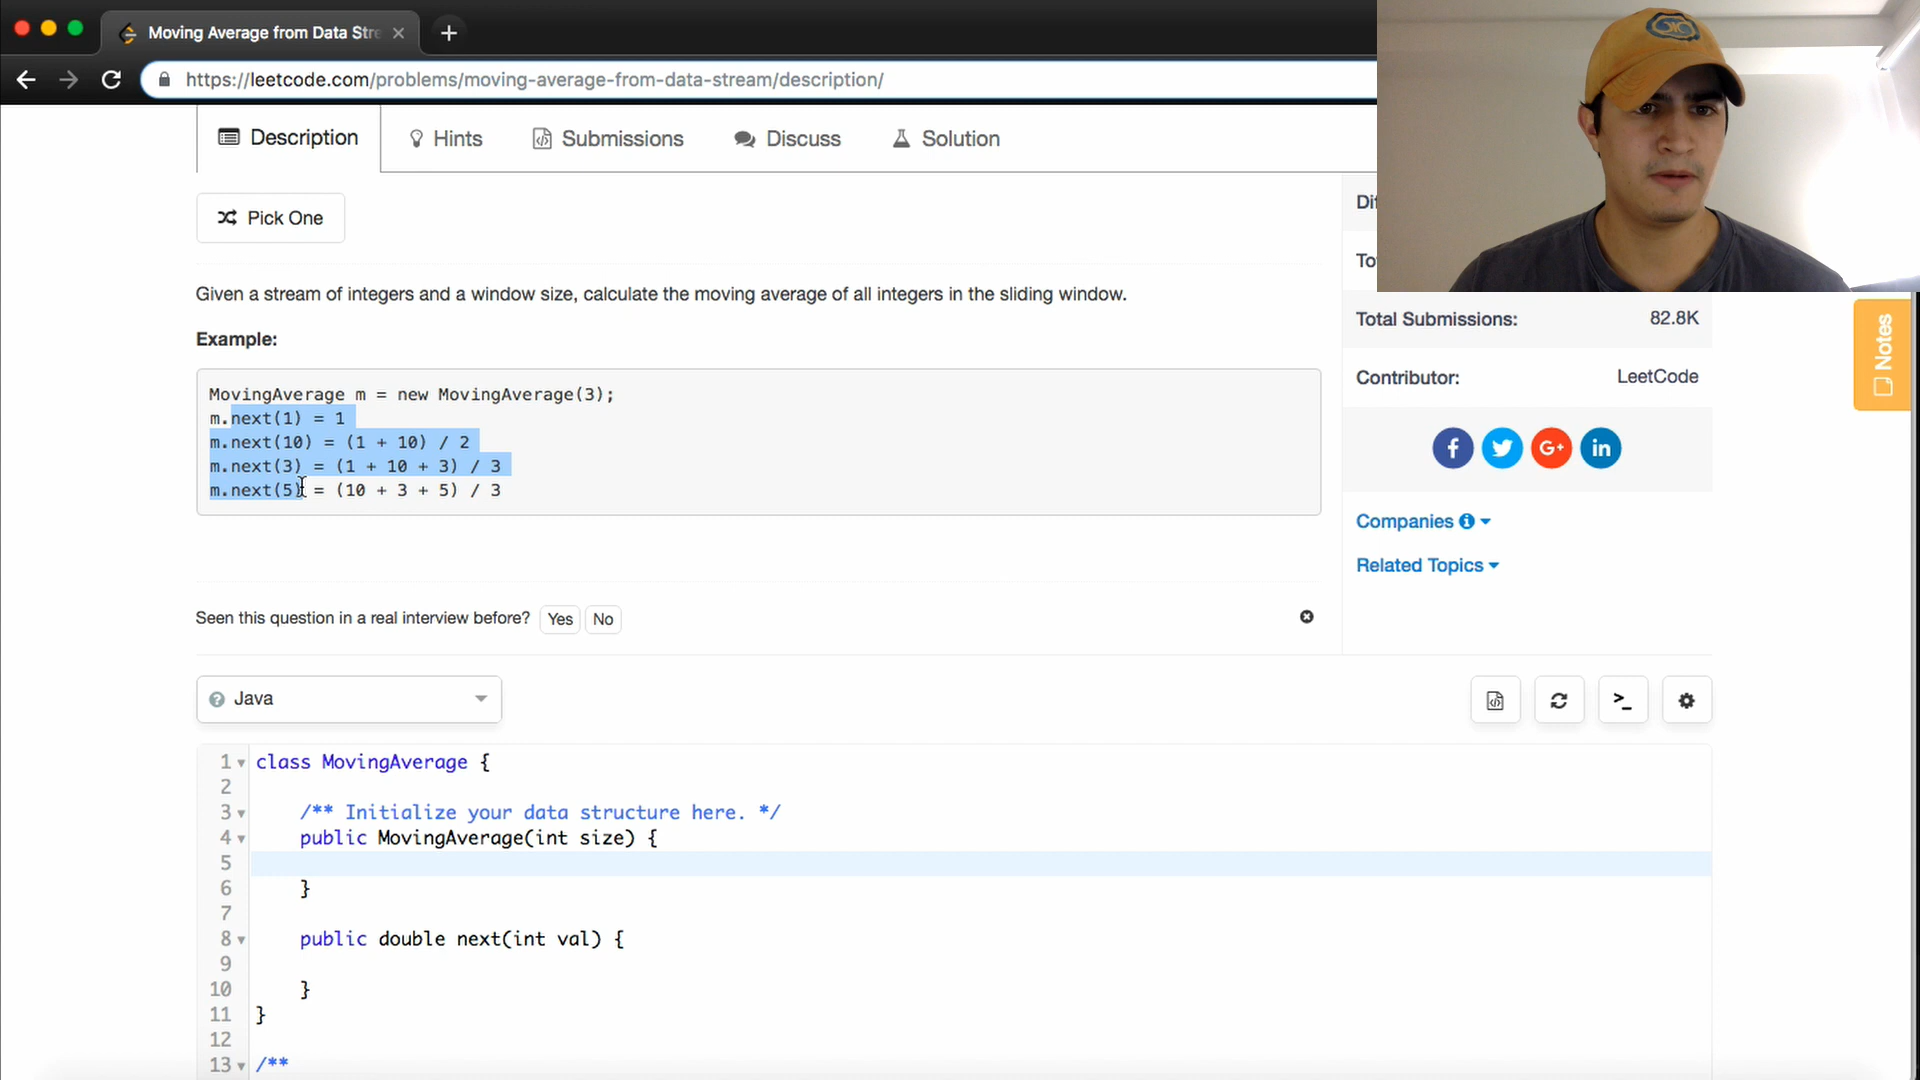 Moving Average from Data Stre
https://leetcode.com/problems/moving-average-from-data-stream/description/
Description
Hints
Submissions
Discuss
Solution
Pick One
Given a stream of integers and a window size, calculate the moving average of all integers in the sliding window.
Example:
MovingAverage m = new MovingAverage(3);
m.next(1) = 1
m.next(10) = (1 + 10) / 2
m.next(3) = (1 + 10 + 3) / 3
m.next(5) = (10 + 3 + 5) / 3
Total Submissions: 82.8K
Contributor: LeetCode
f
G+
in
Companies
Related Topics
Notes
Seen this question in a real interview before? Yes No
Java
>_
1 class MovingAverage {
2
3 /** Initialize your data structure here. */
4 public MovingAverage(int size) {
5
6 }
7
8 public double next(int val) {
9
10 }
11 }
12
13 /**